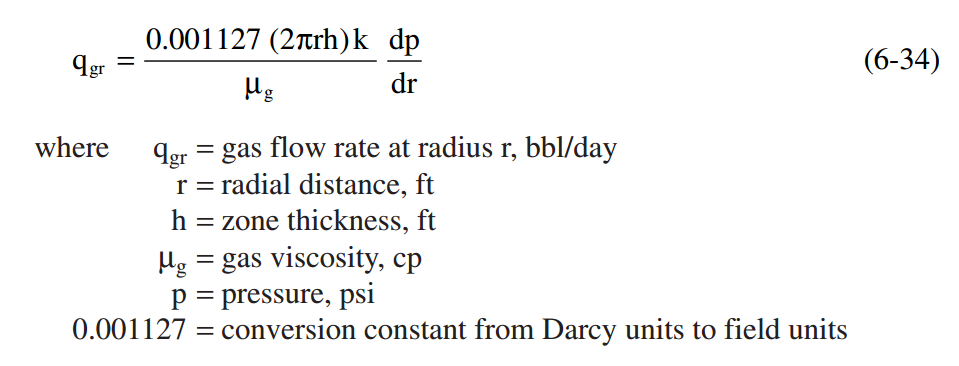 q_gr = 0.001127 (2πrh) k / μ_g dp / dr (6-34)
where q_gr = gas flow rate at radius r, bbl/day
r = radial distance, ft
h = zone thickness, ft
μ_g = gas viscosity, cp
p = pressure, psi
0.001127 = conversion constant from Darcy units to field units